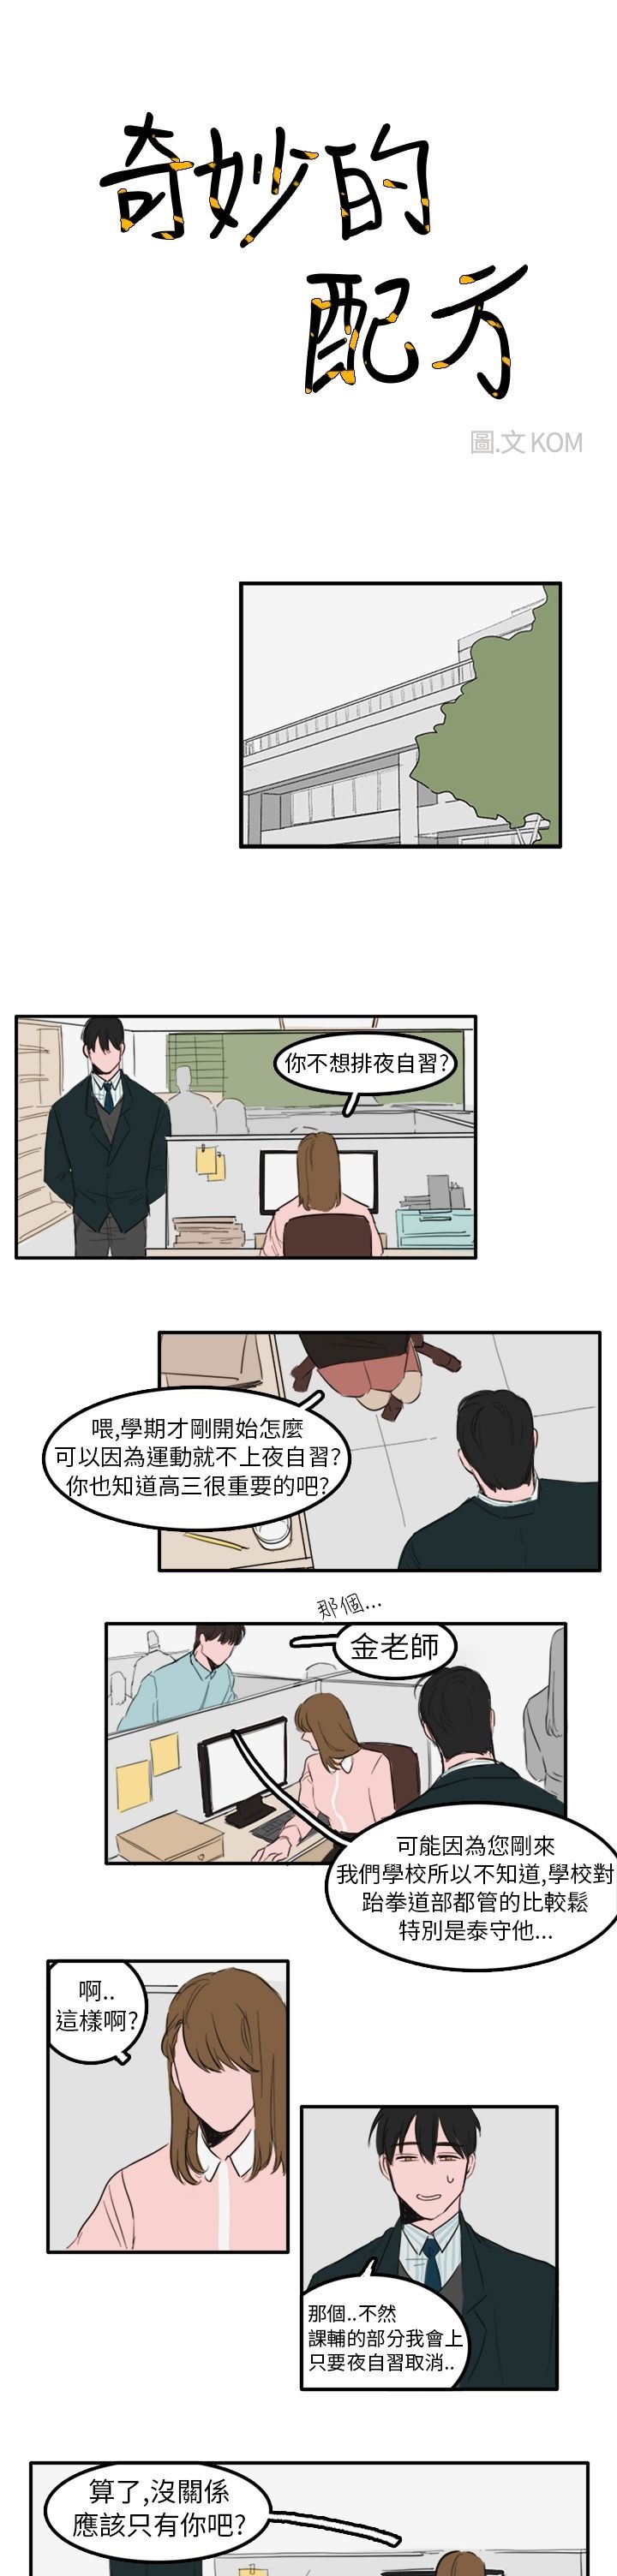 奇妙的
配方
圖.文 KOM
你不想排夜自習?
喂,學期才剛開始怎麼
可以因為運動就不上夜自習?
你也知道高三很重要的吧?
那個...
金老師
可能因為您剛來
我們學校所以不知道,學校對
跆拳道部都管的比較鬆
特別是泰守他...
啊..
這樣啊?
那個..不然
課輔的部分我會上
只要夜自習取消..
算了,沒關係
應該只有你吧?